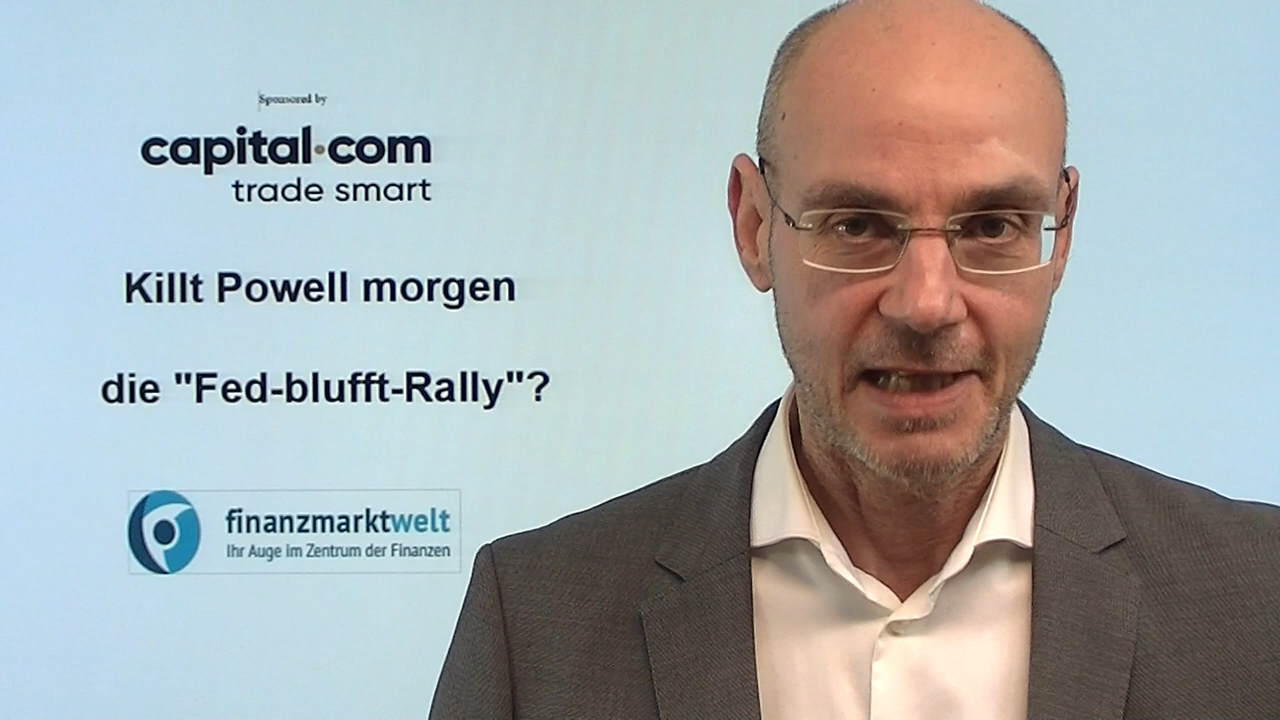 Sponsored by
capital.com
trade smart
Killt Powell morgen
die "Fed-blufft-Rally"?
finanzmarktwelt
Ihr Auge im Zentrum der Finanzen